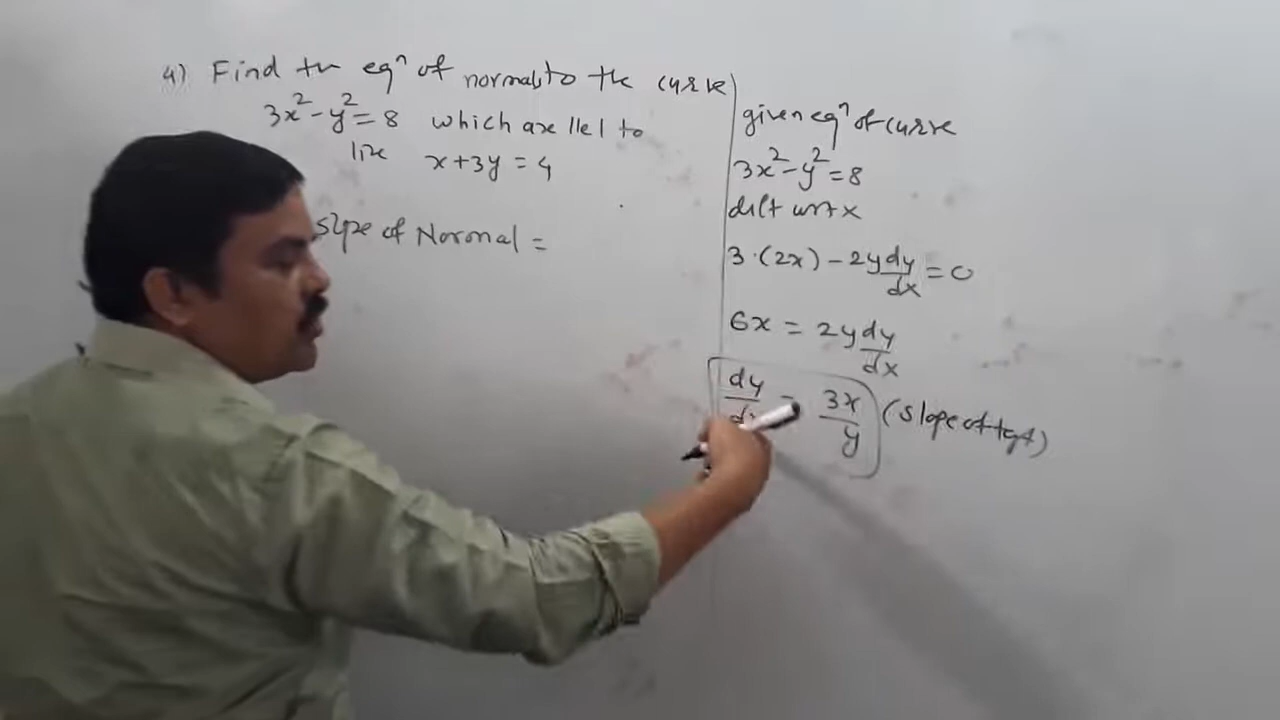 4) Find the eqn of normals to the curve
3x² - y² = 8 which are ||el to
line x + 3y = 4
slope of Normal =
given eqn of curve
3x² - y² = 8
diff wrt x
3·(2x) - 2y dy/dx = 0
6x = 2y dy/dx
dy/dx = 3x/y (slope of tgt)